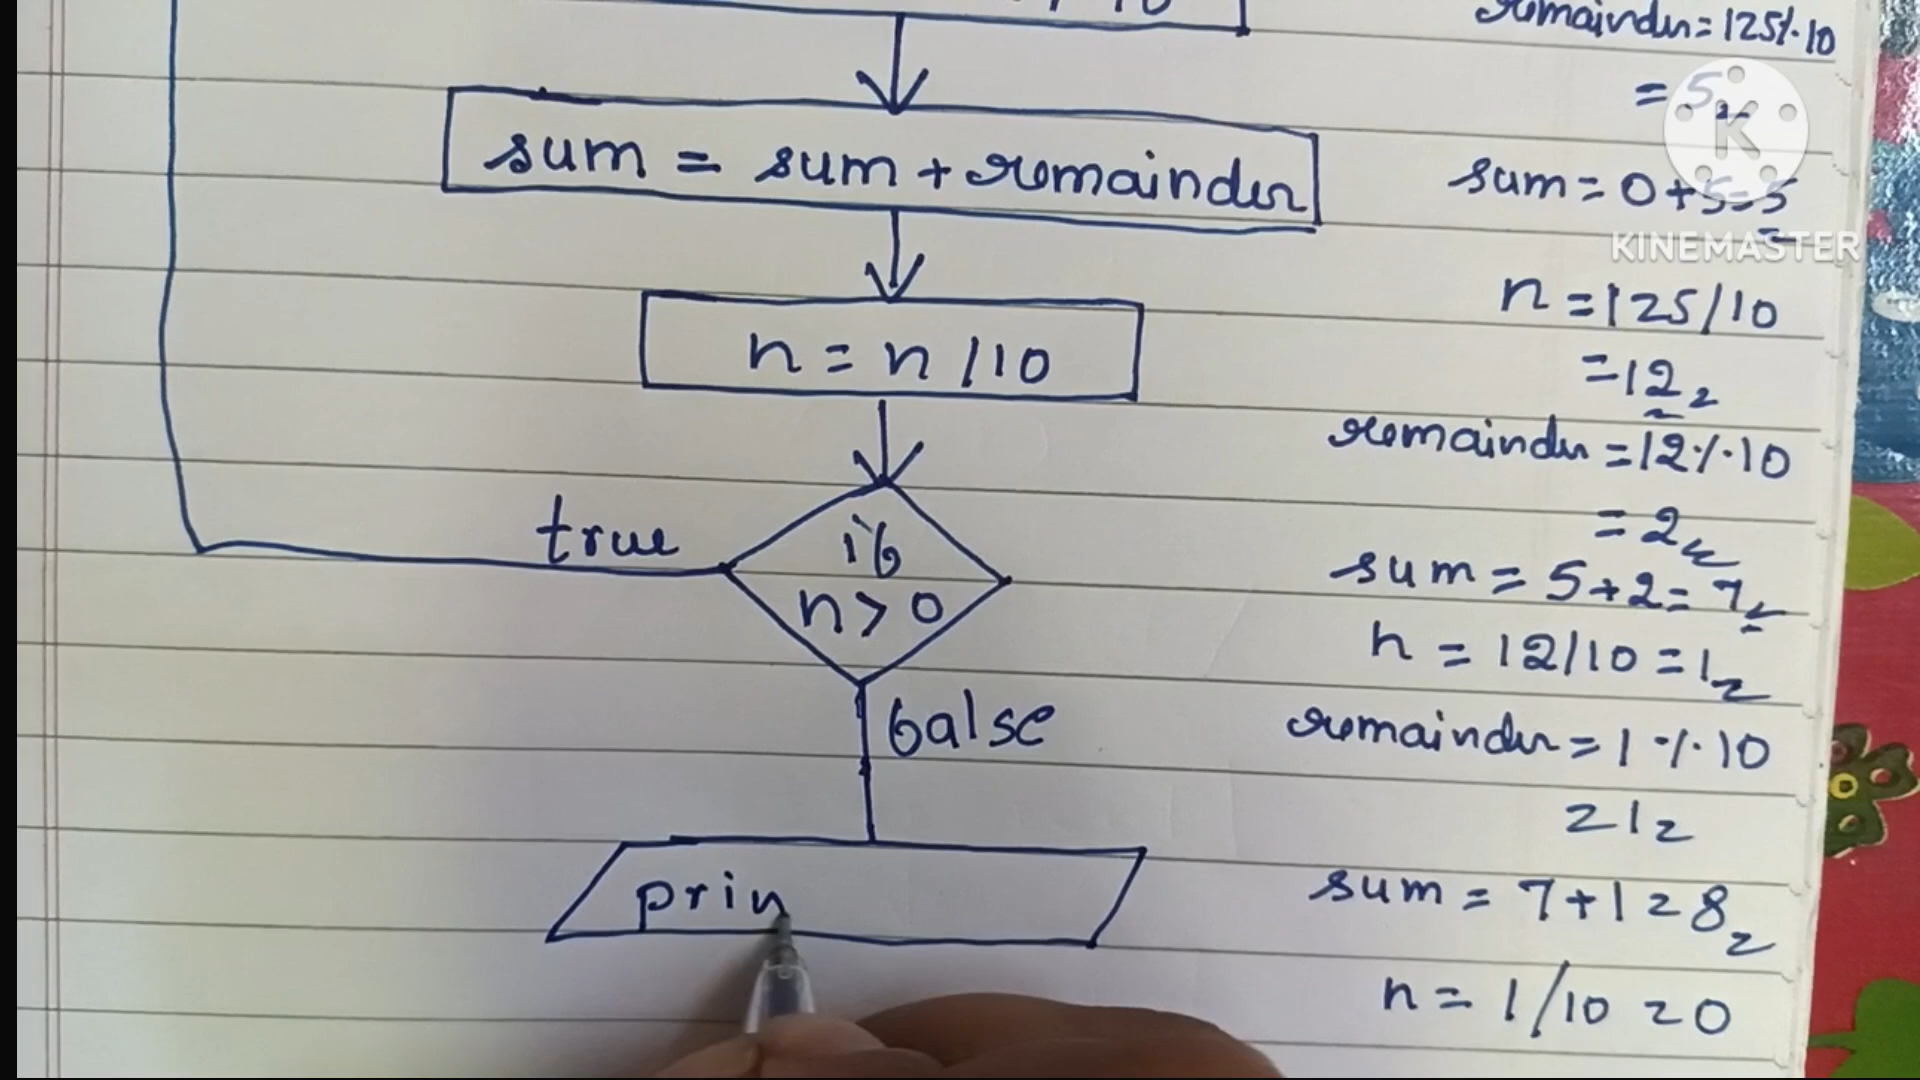 10
sum = sum + remainder
n = n / 10
true
if
n > 0
false
prin
remainder = 125 % 10
= 5
sum = 0 + 5 = 5
n = 125 / 10
= 12
remainder = 12 % 10
= 2
sum = 5 + 2 = 7
n = 12 / 10 = 1
remainder = 1 % 10
= 1
sum = 7 + 1 = 8
n = 1 / 10 = 0
K
KINEMASTER